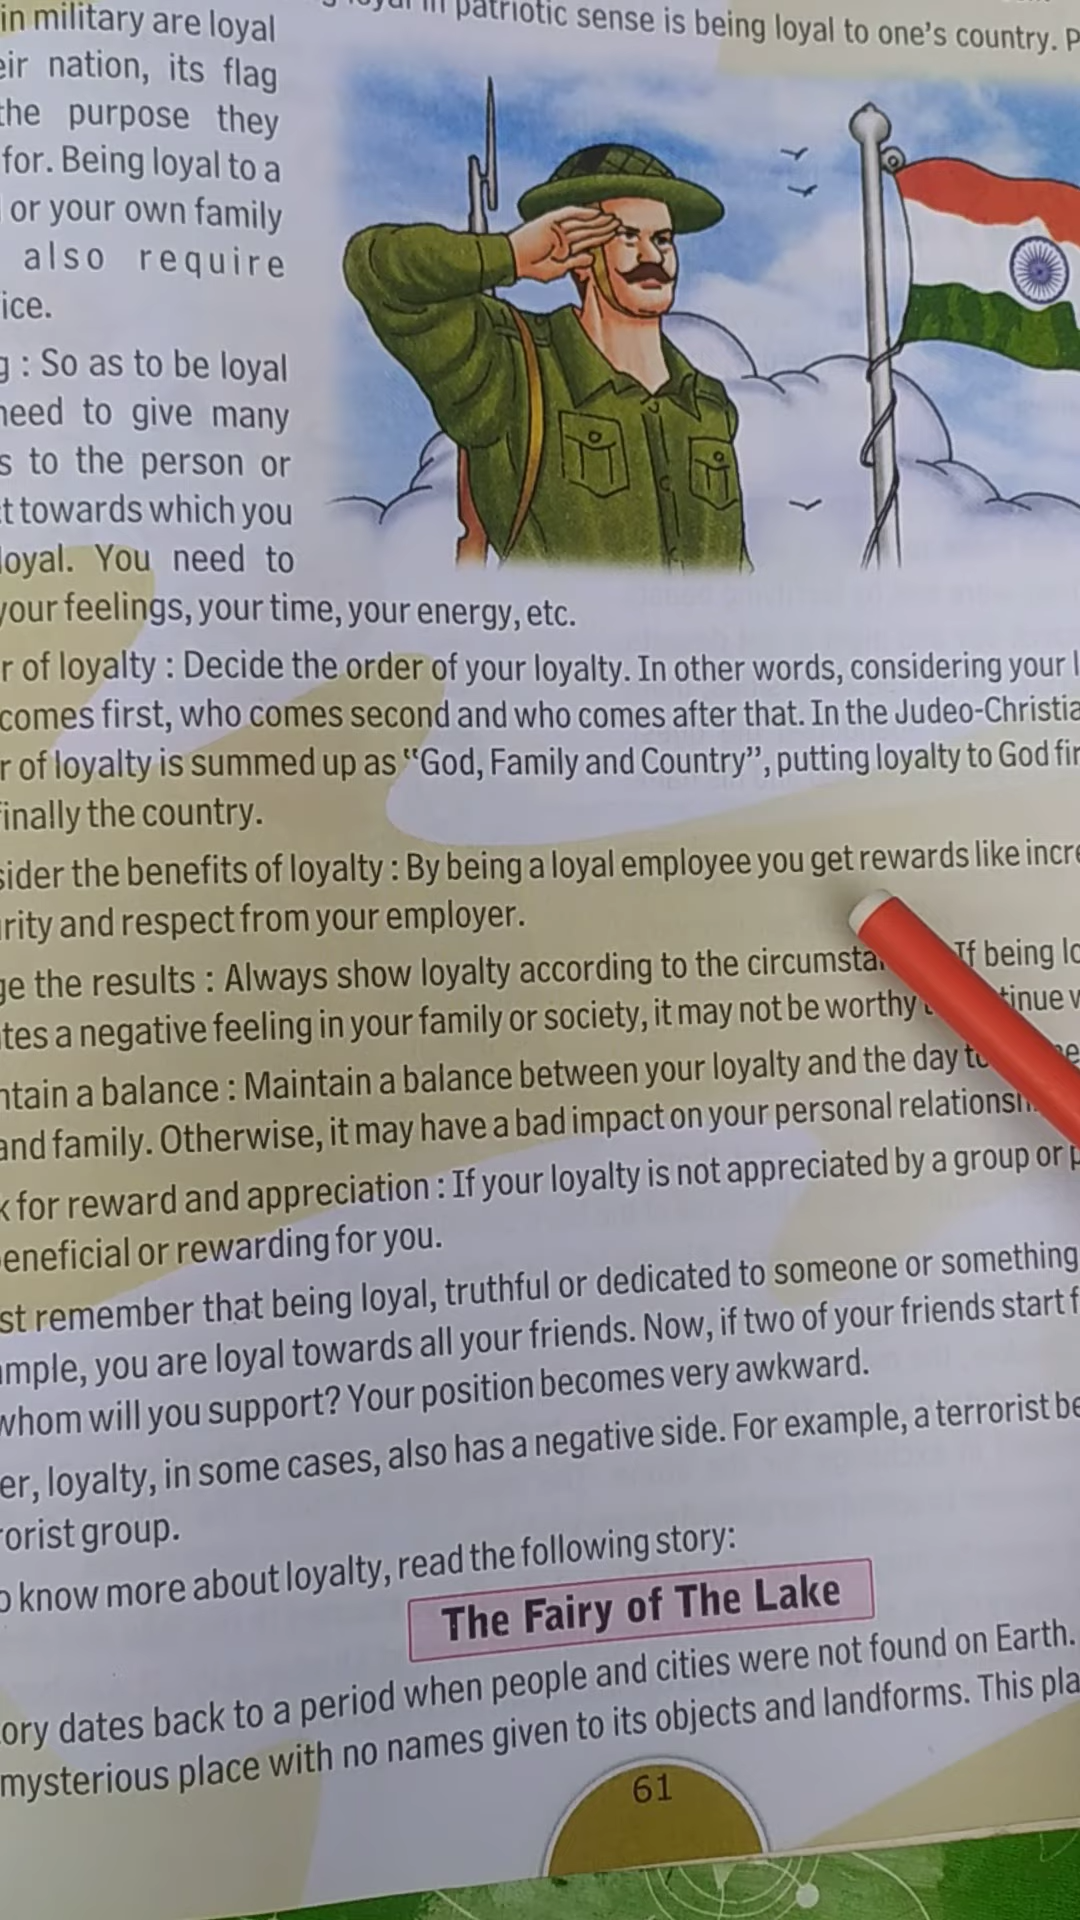 in military are loyal
in patriotic sense is being loyal to one's country.
nation, its flag
the purpose they
for. Being loyal to a
or your own family
also require
: So as to be loyal
need to give many
to the person or
towards which you
loyal. You need to
your feelings, your time, your energy, etc.
of loyalty : Decide the order of your loyalty. In other words, considering your
comes first, who comes second and who comes after that. In the Judeo-Christia
of loyalty is summed up as “God, Family and Country”, putting loyalty to God
finally the country.
sider the benefits of loyalty : By being a loyal employee you get rewards like incre
rity and respect from your employer.
ge the results : Always show loyalty according to the circumsta If being lo
tes a negative feeling in your family or society, it may not be worthy tinue
ntain a balance : Maintain a balance between your loyalty and the day
and family. Otherwise, it may have a bad impact on your personal relationsh
k for reward and appreciation : If your loyalty is not appreciated by a group or
eneficial or rewarding for you.
st remember that being loyal, truthful or dedicated to someone or something
mple, you are loyal towards all your friends. Now, if two of your friends start
whom will you support? Your position becomes very awkward.
er, loyalty, in some cases, also has a negative side. For example, a terrorist be
rorist group.
o know more about loyalty, read the following story:
The Fairy of The Lake
ory dates back to a period when people and cities were not found on Earth.
mysterious place with no names given to its objects and landforms. This pla
61